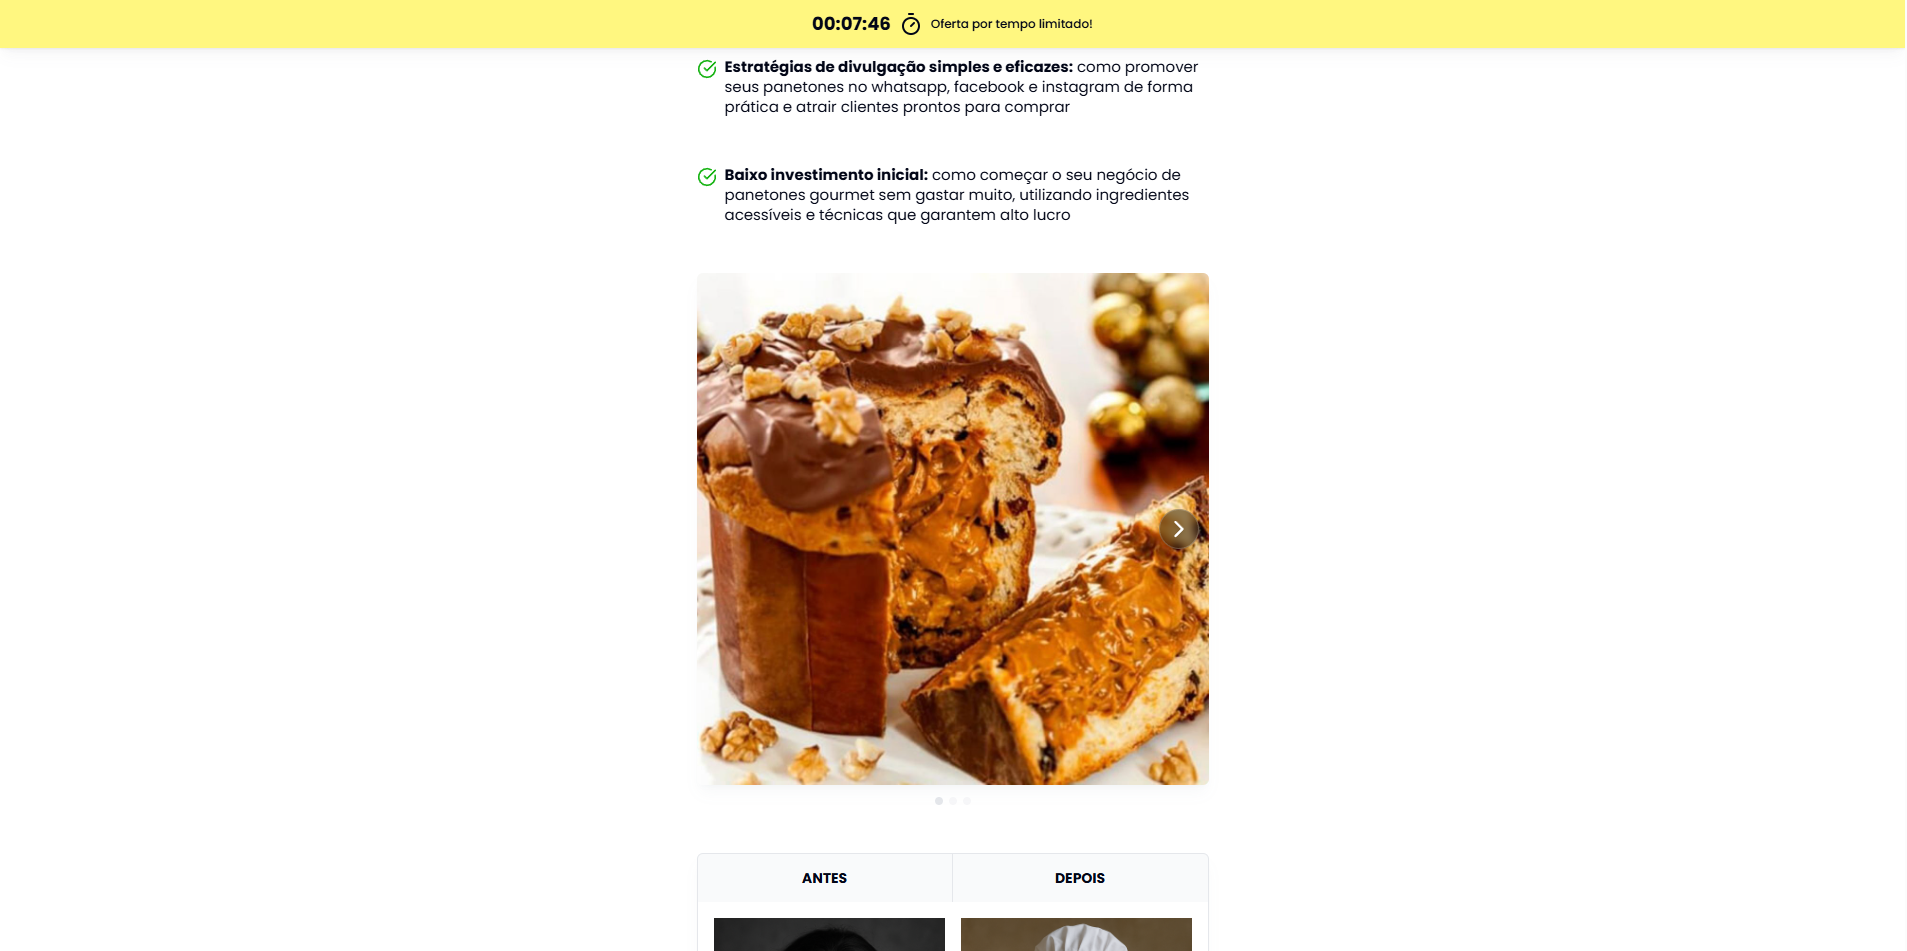 00:07:46 Oferta por tempo limitado!
Estratégias de divulgação simples e eficazes: como promover
seus panetones no whatsapp, facebook e instagram de forma
prática e atrair clientes prontos para comprar
Baixo investimento inicial: como começar o seu negócio de
panetones gourmet sem gastar muito, utilizando ingredientes
acessíveis e técnicas que garantem alto lucro
ANTES DEPOIS